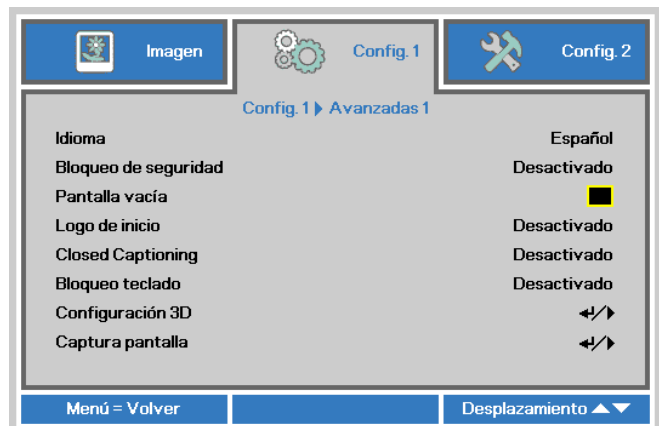 Imagen Config. 1 Config. 2
Config. 1 Avanzadas 1
Idioma Español
Bloqueo de seguridad Desactivado
Pantalla vacía
Logo de inicio Desactivado
Closed Captioning Desactivado
Bloqueo teclado Desactivado
Configuración 3D
Captura pantalla
Menú = Volver Desplazamiento